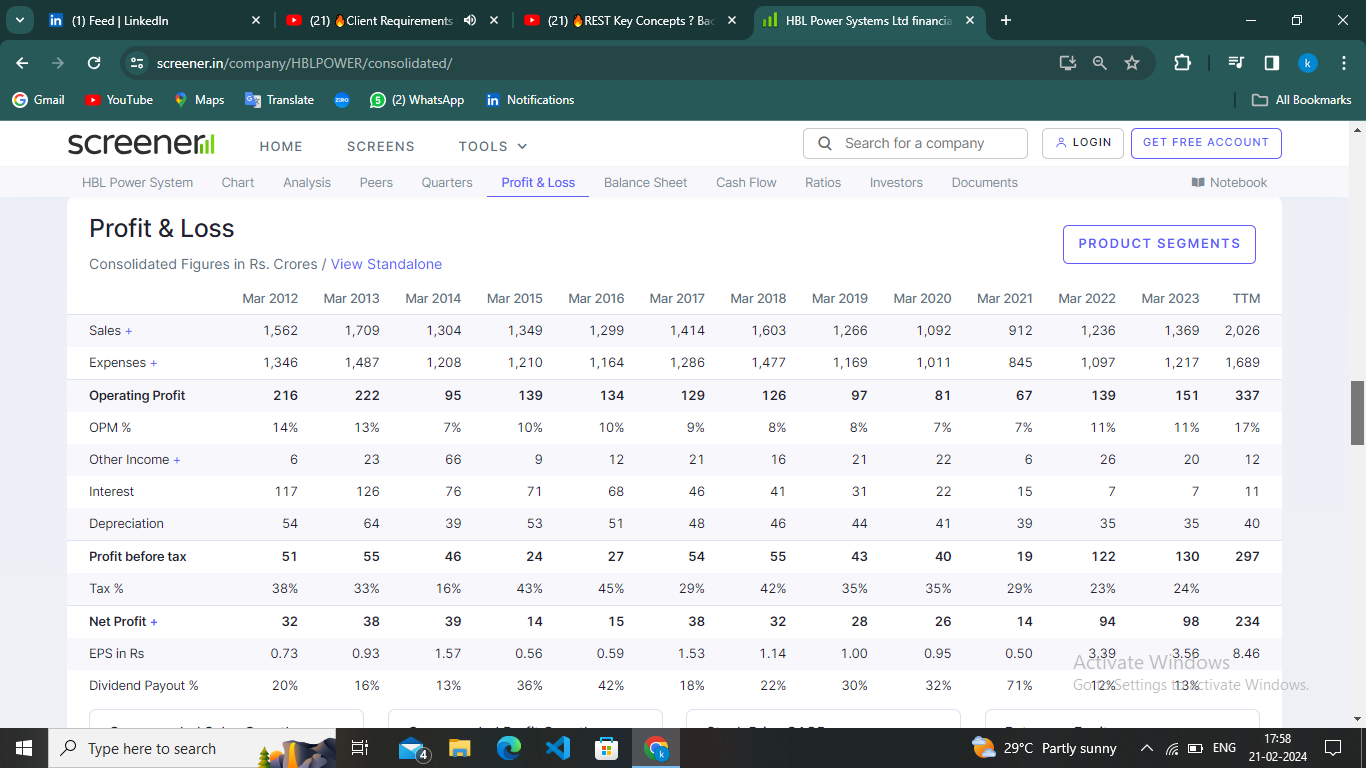 (1) Feed | LinkedIn
(21) 🔥Client Requirements
(21) 🔥REST Key Concepts ? Bac
HBL Power Systems Ltd financia
screener.in/company/HBLPOWER/consolidated/
Gmail YouTube Maps Translate (2) WhatsApp Notifications All Bookmarks
screener HOME SCREENS TOOLS Search for a company LOGIN GET FREE ACCOUNT
HBL Power System Chart Analysis Peers Quarters Profit & Loss Balance Sheet Cash Flow Ratios Investors Documents Notebook
Profit & Loss
PRODUCT SEGMENTS
Consolidated Figures in Rs. Crores / View Standalone
Mar 2012 Mar 2013 Mar 2014 Mar 2015 Mar 2016 Mar 2017 Mar 2018 Mar 2019 Mar 2020 Mar 2021 Mar 2022 Mar 2023 TTM
Sales + 1,562 1,709 1,304 1,349 1,299 1,414 1,603 1,266 1,092 912 1,236 1,369 2,026
Expenses + 1,346 1,487 1,208 1,210 1,164 1,286 1,477 1,169 1,011 845 1,097 1,217 1,689
Operating Profit 216 222 95 139 134 129 126 97 81 67 139 151 337
OPM % 14% 13% 7% 10% 10% 9% 8% 8% 7% 7% 11% 11% 17%
Other Income + 6 23 66 9 12 21 16 21 22 6 26 20 12
Interest 117 126 76 71 68 46 41 31 22 15 7 7 11
Depreciation 54 64 39 53 51 48 46 44 41 39 35 35 40
Profit before tax 51 55 46 24 27 54 55 43 40 19 122 130 297
Tax % 38% 33% 16% 43% 45% 29% 42% 35% 35% 29% 23% 24%
Net Profit + 32 38 39 14 15 38 32 28 26 14 94 98 234
EPS in Rs 0.73 0.93 1.57 0.56 0.59 1.53 1.14 1.00 0.95 0.50 3.39 3.56 8.46
Dividend Payout % 20% 16% 13% 36% 42% 18% 22% 30% 32% 71% 12% 13%
Activate Windows
Go to Settings to activate Windows.
Type here to search 4 29°C Partly sunny ENG 17:58
21-02-2024